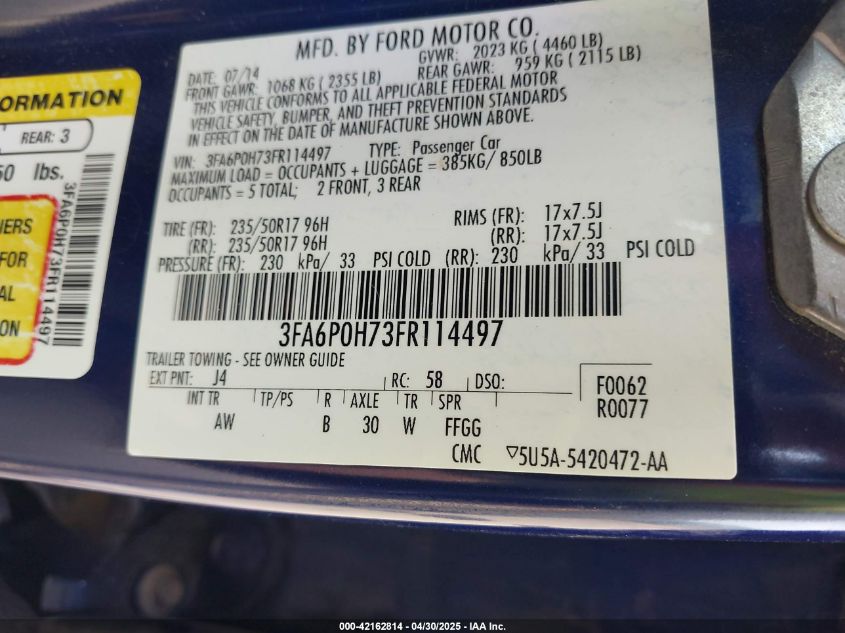 MFD. BY FORD MOTOR CO.
DATE: 07/14 GVWR: 2023 KG ( 4460 LB)
FRONT GAWR: 1068 KG ( 2355 LB) REAR GAWR: 959 KG ( 2115 LB)
THIS VEHICLE CONFORMS TO ALL APPLICABLE FEDERAL MOTOR
VEHICLE SAFETY, BUMPER, AND THEFT PREVENTION STANDARDS
IN EFFECT ON THE DATE OF MANUFACTURE SHOWN ABOVE.
VIN: 3FA6P0H73FR114497 TYPE: Passenger Car
MAXIMUM LOAD = OCCUPANTS + LUGGAGE = 385KG/ 850LB
OCCUPANTS = 5 TOTAL; 2 FRONT, 3 REAR
TIRE (FR): 235/50R17 96H RIMS (FR): 17x7.5J
(RR): 235/50R17 96H (RR): 17x7.5J
PRESSURE (FR): 230 kPa/ 33 PSI COLD (RR): 230 kPa/ 33 PSI COLD
3FA6P0H73FR114497
TRAILER TOWING - SEE OWNER GUIDE
EXT PNT: J4 RC: 58 DSO: F0062
INT TR TP/PS R AXLE TR SPR R0077
AW B 30 W FFGG
CMC ▽5U5A-5420472-AA
ORMATION
REAR: 3
50 lbs.
IERS
FOR
AL
ON
3FA6P0H73FR114497
000-42162814 - 04/30/2025 - IAA Inc.